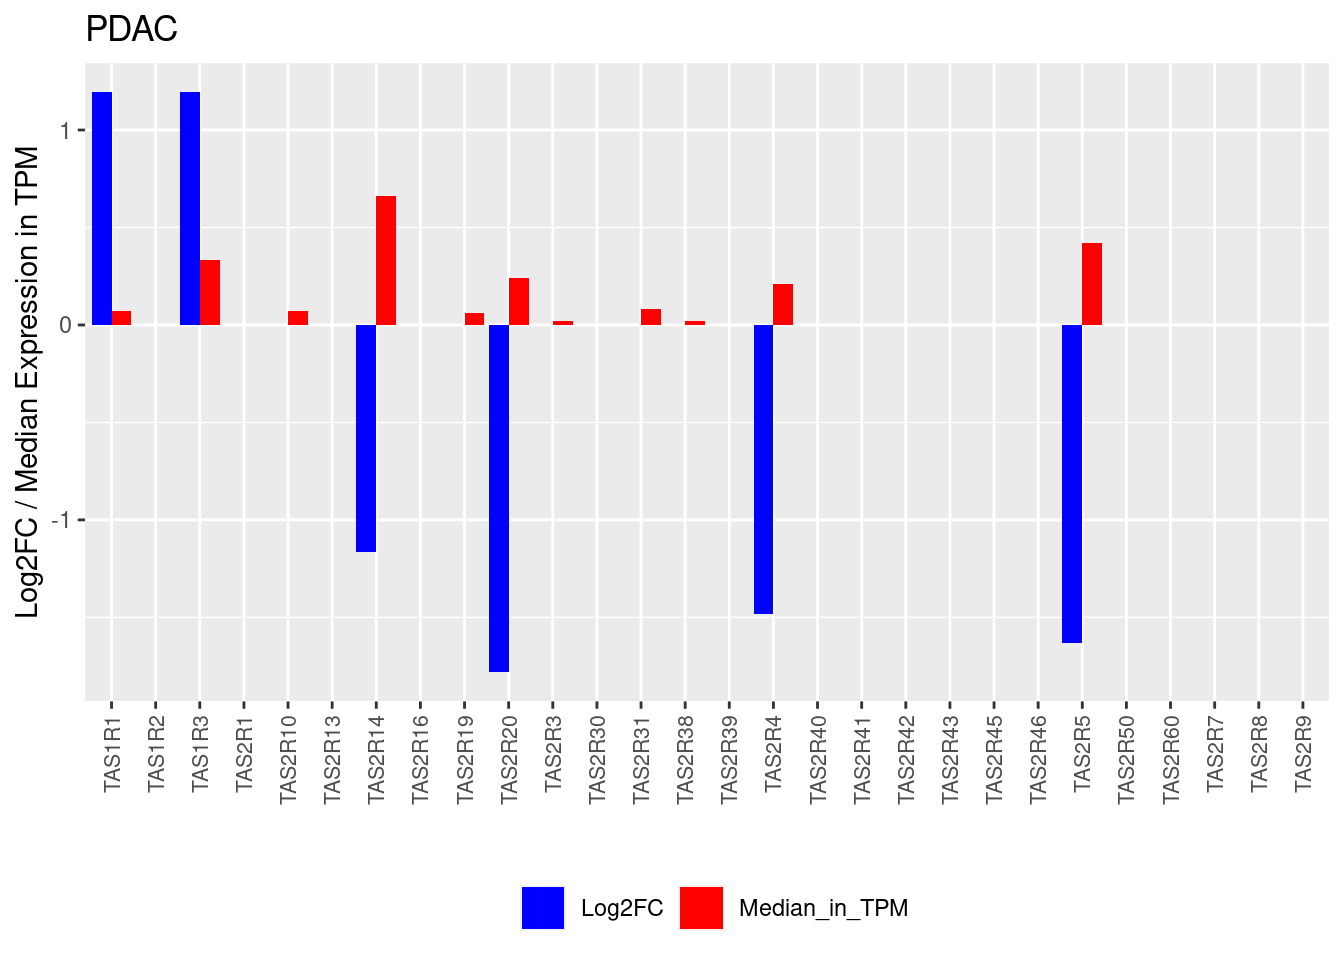 PDAC
Log2FC / Median Expression in TPM
1
0
-1
TAS1R1
TAS1R2
TAS1R3
TAS2R1
TAS2R10
TAS2R13
TAS2R14
TAS2R16
TAS2R19
TAS2R20
TAS2R3
TAS2R30
TAS2R31
TAS2R38
TAS2R39
TAS2R4
TAS2R40
TAS2R41
TAS2R42
TAS2R43
TAS2R45
TAS2R46
TAS2R5
TAS2R50
TAS2R60
TAS2R7
TAS2R8
TAS2R9
Log2FC
Median_in_TPM